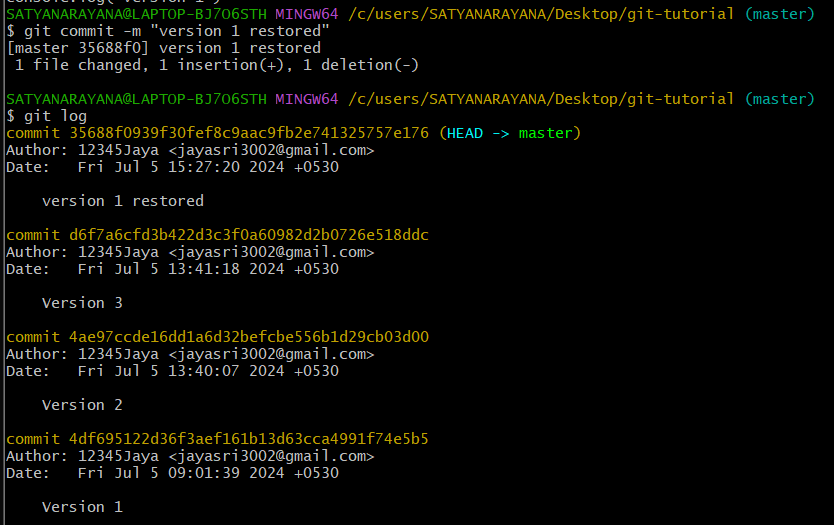 SATYANARAYANA@LAPTOP-BJ7O6STH MINGW64 /c/users/SATYANARAYANA/Desktop/git-tutorial (master)
$ git commit -m "version 1 restored"
[master 35688f0] version 1 restored
 1 file changed, 1 insertion(+), 1 deletion(-)

SATYANARAYANA@LAPTOP-BJ7O6STH MINGW64 /c/users/SATYANARAYANA/Desktop/git-tutorial (master)
$ git log
commit 35688f0939f30fef8c9aac9fb2e741325757e176 (HEAD -> master)
Author: 12345Jaya <jayasri3002@gmail.com>
Date:   Fri Jul 5 15:27:20 2024 +0530

    version 1 restored

commit d6f7a6cfd3b422d3c3f0a60982d2b0726e518ddc
Author: 12345Jaya <jayasri3002@gmail.com>
Date:   Fri Jul 5 13:41:18 2024 +0530

    Version 3

commit 4ae97ccde16dd1a6d32befcbe556b1d29cb03d00
Author: 12345Jaya <jayasri3002@gmail.com>
Date:   Fri Jul 5 13:40:07 2024 +0530

    Version 2

commit 4df695122d36f3aef161b13d63cca4991f74e5b5
Author: 12345Jaya <jayasri3002@gmail.com>
Date:   Fri Jul 5 09:01:39 2024 +0530

    Version 1